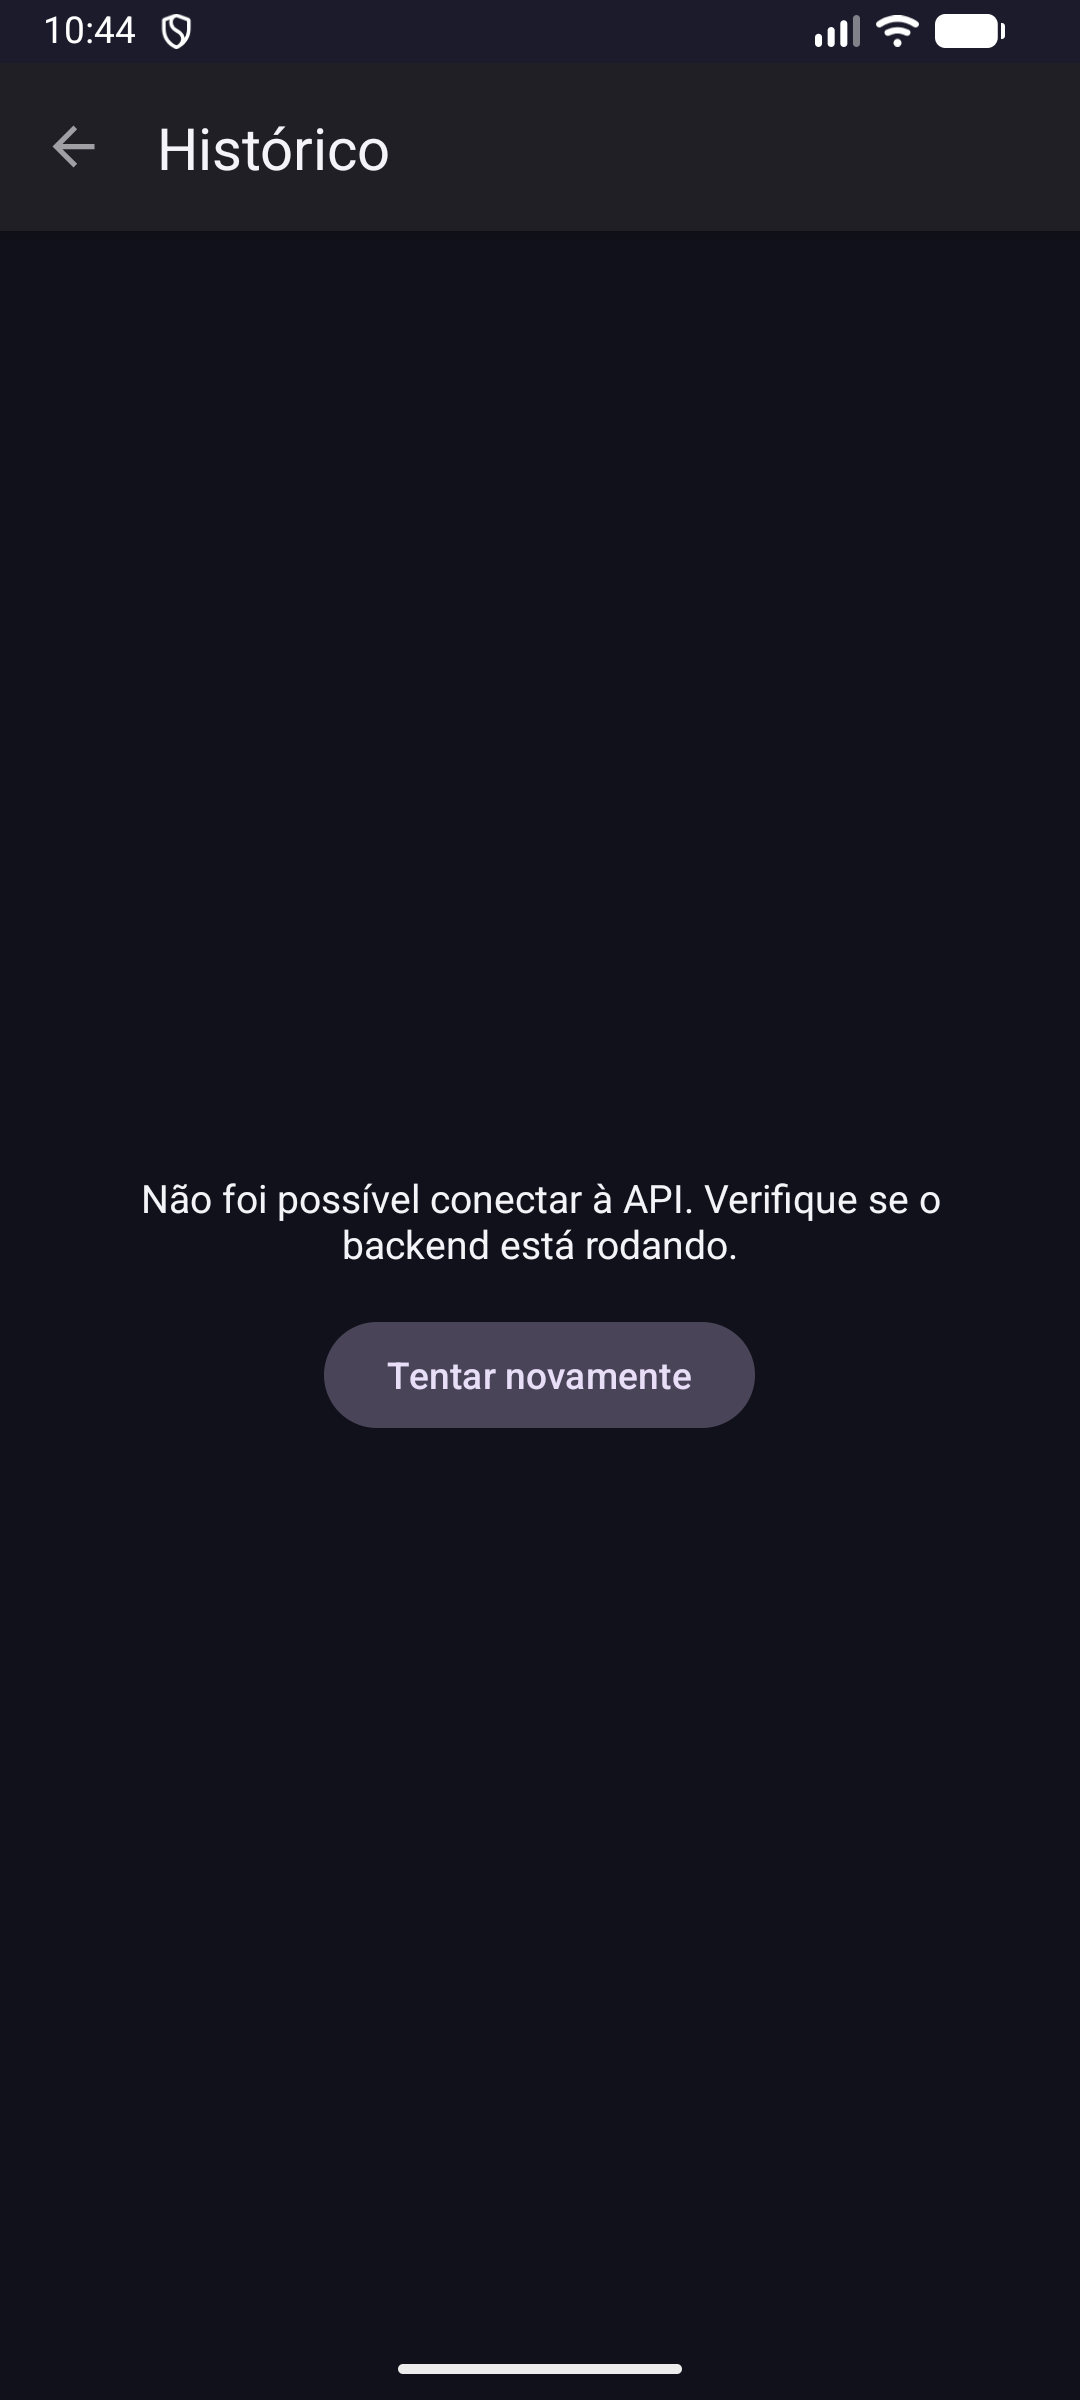 10:44
Histórico
Não foi possível conectar à API. Verifique se o
backend está rodando.
Tentar novamente